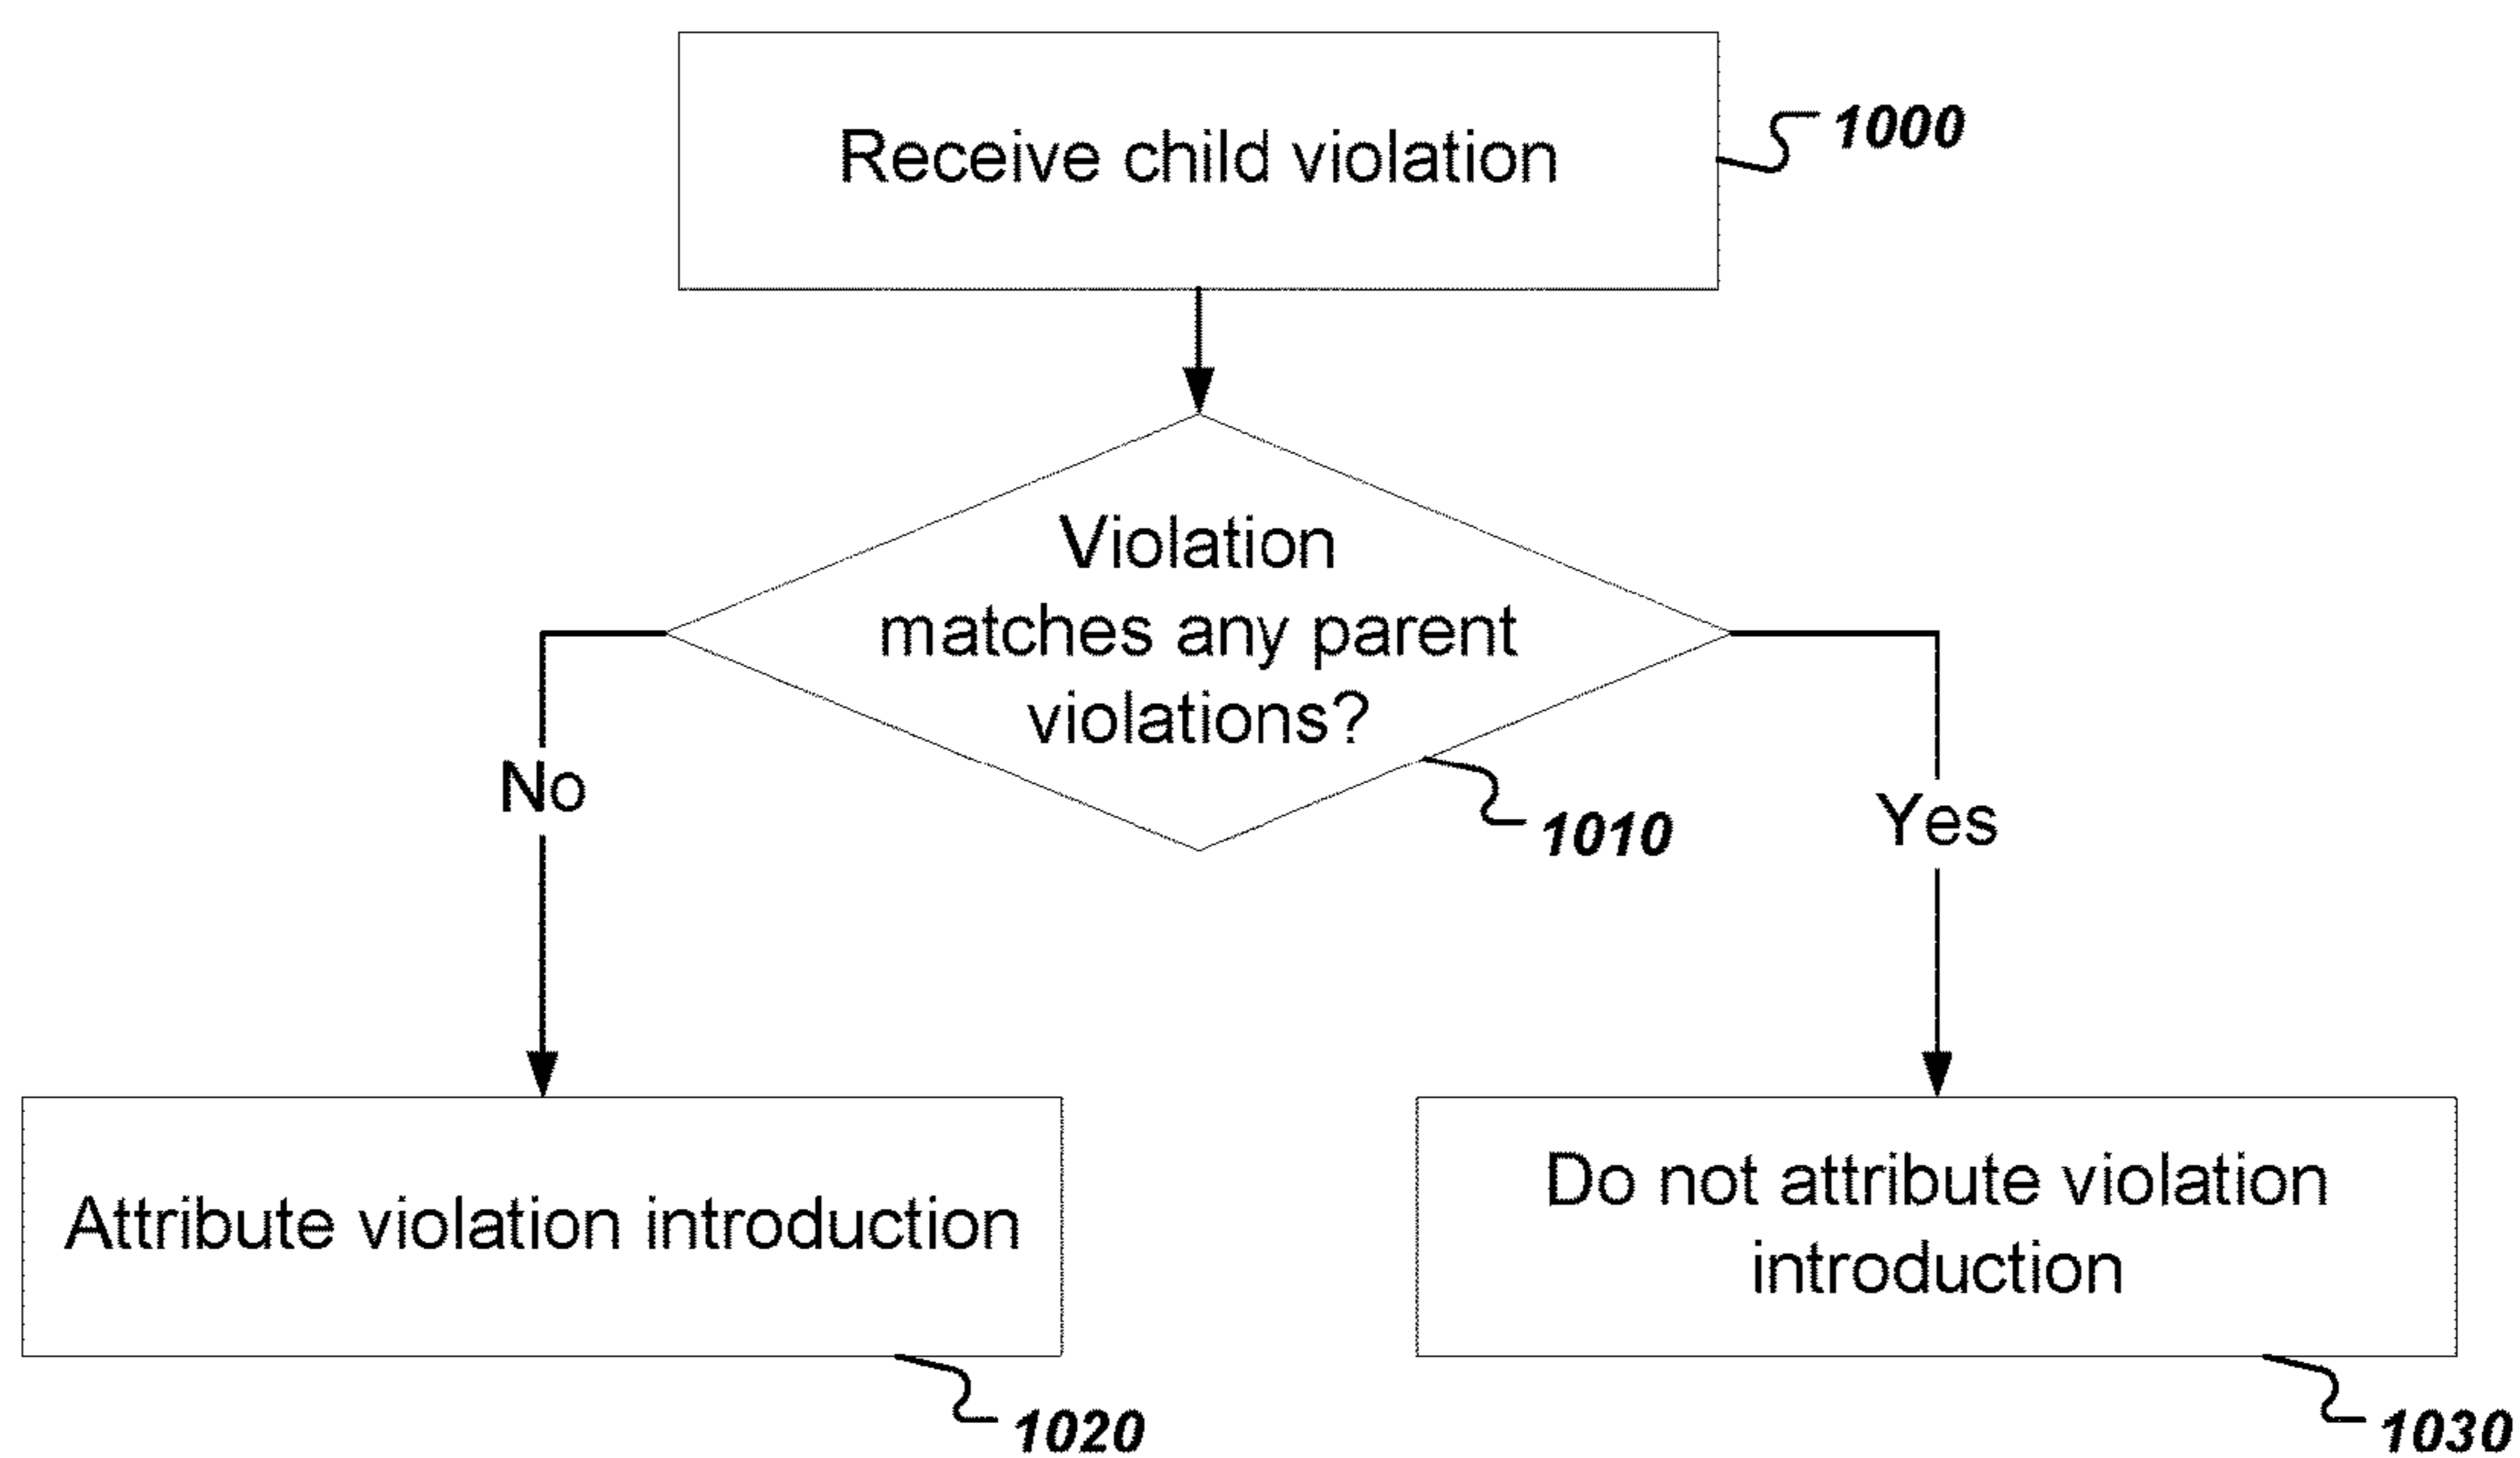 Receive child violation
1000
Violation
matches any parent
violations?
1010
No
Yes
Attribute violation introduction
1020
Do not attribute violation
introduction
1030